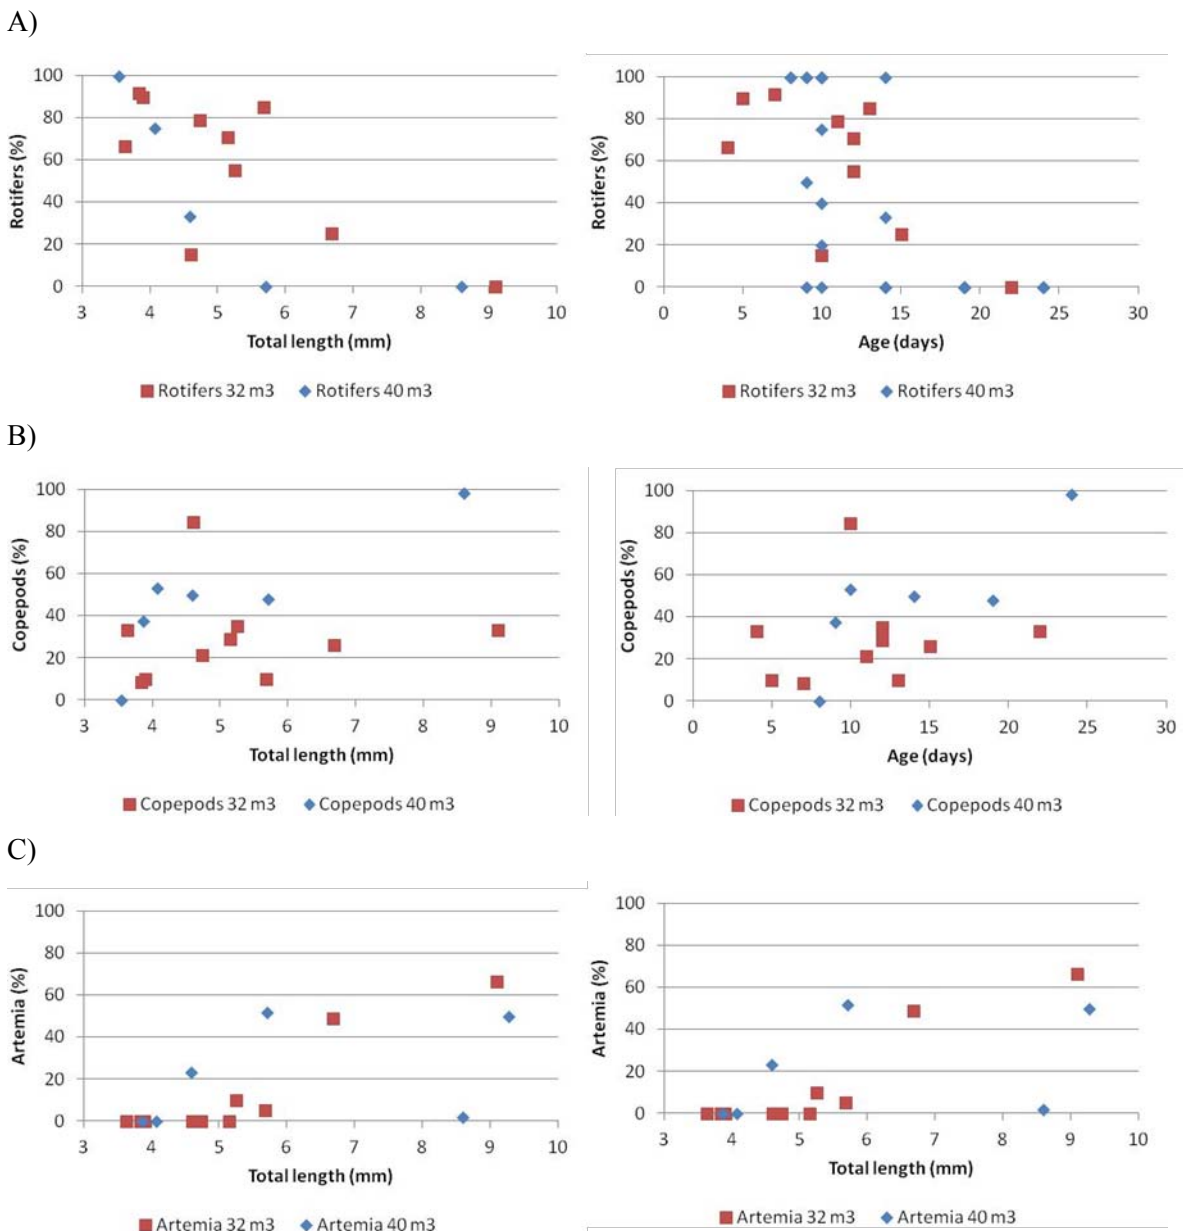 A)
100
80
60
40
20
0
Rotifers (%)
3 4 5 6 7 8 9 10
Total length (mm)
Rotifers 32 m3 Rotifers 40 m3
100
80
60
40
20
0
Rotifers (%)
0 5 10 15 20 25 30
Age (days)
Rotifers 32 m3 Rotifers 40 m3
B)
100
80
60
40
20
0
Copepods (%)
3 4 5 6 7 8 9 10
Total length (mm)
Copepods 32 m3 Copepods 40 m3
100
80
60
40
20
0
Copepods (%)
0 5 10 15 20 25 30
Age (days)
Copepods 32 m3 Copepods 40 m3
C)
100
80
60
40
20
0
Artemia (%)
3 4 5 6 7 8 9 10
Total length (mm)
Artemia 32 m3 Artemia 40 m3
100
80
60
40
20
0
Artemia (%)
3 4 5 6 7 8 9 10
Total length (mm)
Artemia 32 m3 Artemia 40 m3